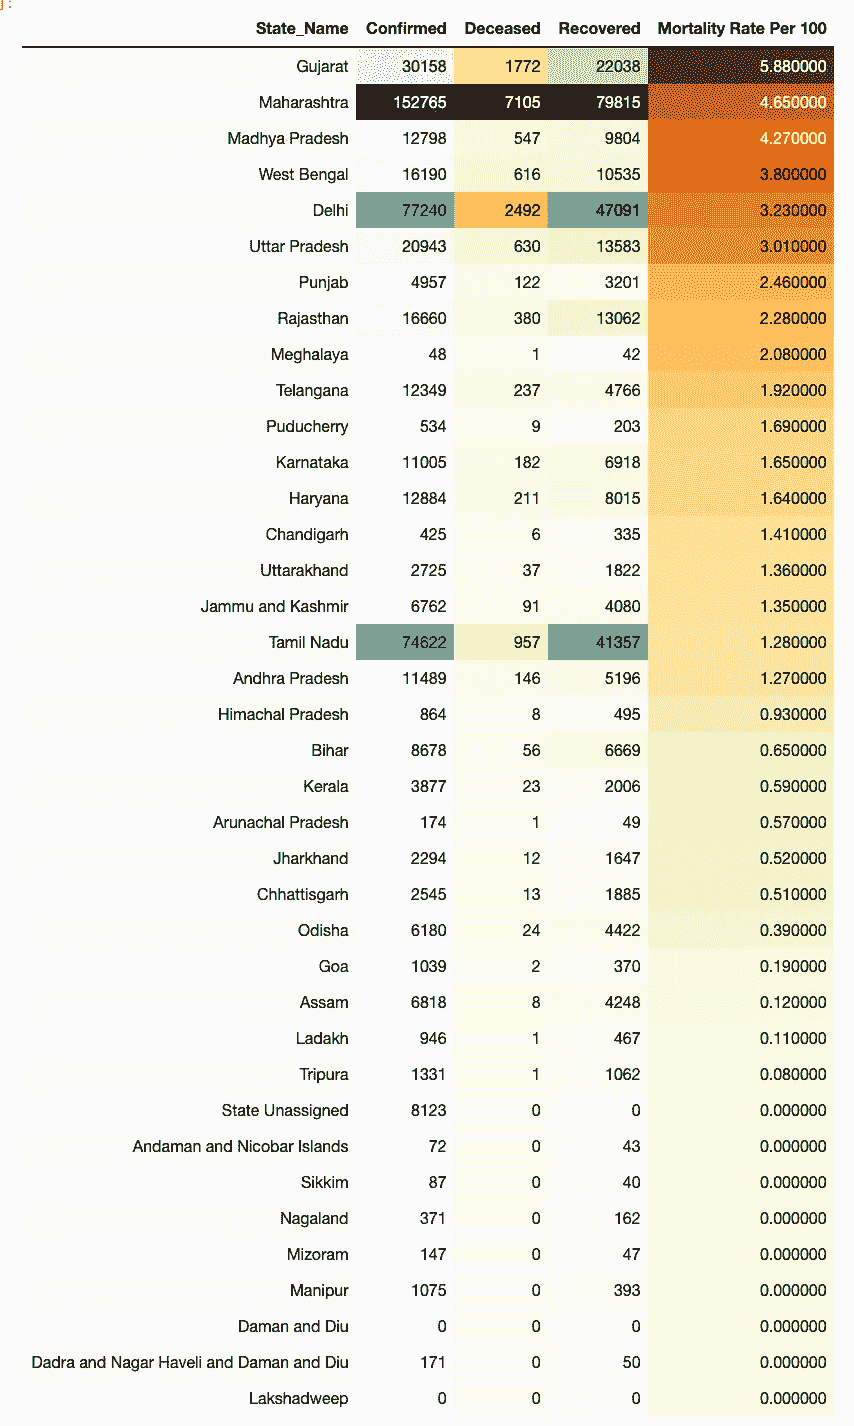 ]:
State_Name Confirmed Deceased Recovered Mortality Rate Per 100
Gujarat 30158 1772 22038 5.880000
Maharashtra 152765 7105 79815 4.650000
Madhya Pradesh 12798 547 9804 4.270000
West Bengal 16190 616 10535 3.800000
Delhi 77240 2492 47091 3.230000
Uttar Pradesh 20943 630 13583 3.010000
Punjab 4957 122 3201 2.460000
Rajasthan 16660 380 13062 2.280000
Meghalaya 48 1 42 2.080000
Telangana 12349 237 4766 1.920000
Puducherry 534 9 203 1.690000
Karnataka 11005 182 6918 1.650000
Haryana 12884 211 8015 1.640000
Chandigarh 425 6 335 1.410000
Uttarakhand 2725 37 1822 1.360000
Jammu and Kashmir 6762 91 4080 1.350000
Tamil Nadu 74622 957 41357 1.280000
Andhra Pradesh 11489 146 5196 1.270000
Himachal Pradesh 864 8 495 0.930000
Bihar 8678 56 6669 0.650000
Kerala 3877 23 2006 0.590000
Arunachal Pradesh 174 1 49 0.570000
Jharkhand 2294 12 1647 0.520000
Chhattisgarh 2545 13 1885 0.510000
Odisha 6180 24 4422 0.390000
Goa 1039 2 370 0.190000
Assam 6818 8 4248 0.120000
Ladakh 946 1 467 0.110000
Tripura 1331 1 1062 0.080000
State Unassigned 8123 0 0 0.000000
Andaman and Nicobar Islands 72 0 43 0.000000
Sikkim 87 0 40 0.000000
Nagaland 371 0 162 0.000000
Mizoram 147 0 47 0.000000
Manipur 1075 0 393 0.000000
Daman and Diu 0 0 0 0.000000
Dadra and Nagar Haveli and Daman and Diu 171 0 50 0.000000
Lakshadweep 0 0 0 0.000000